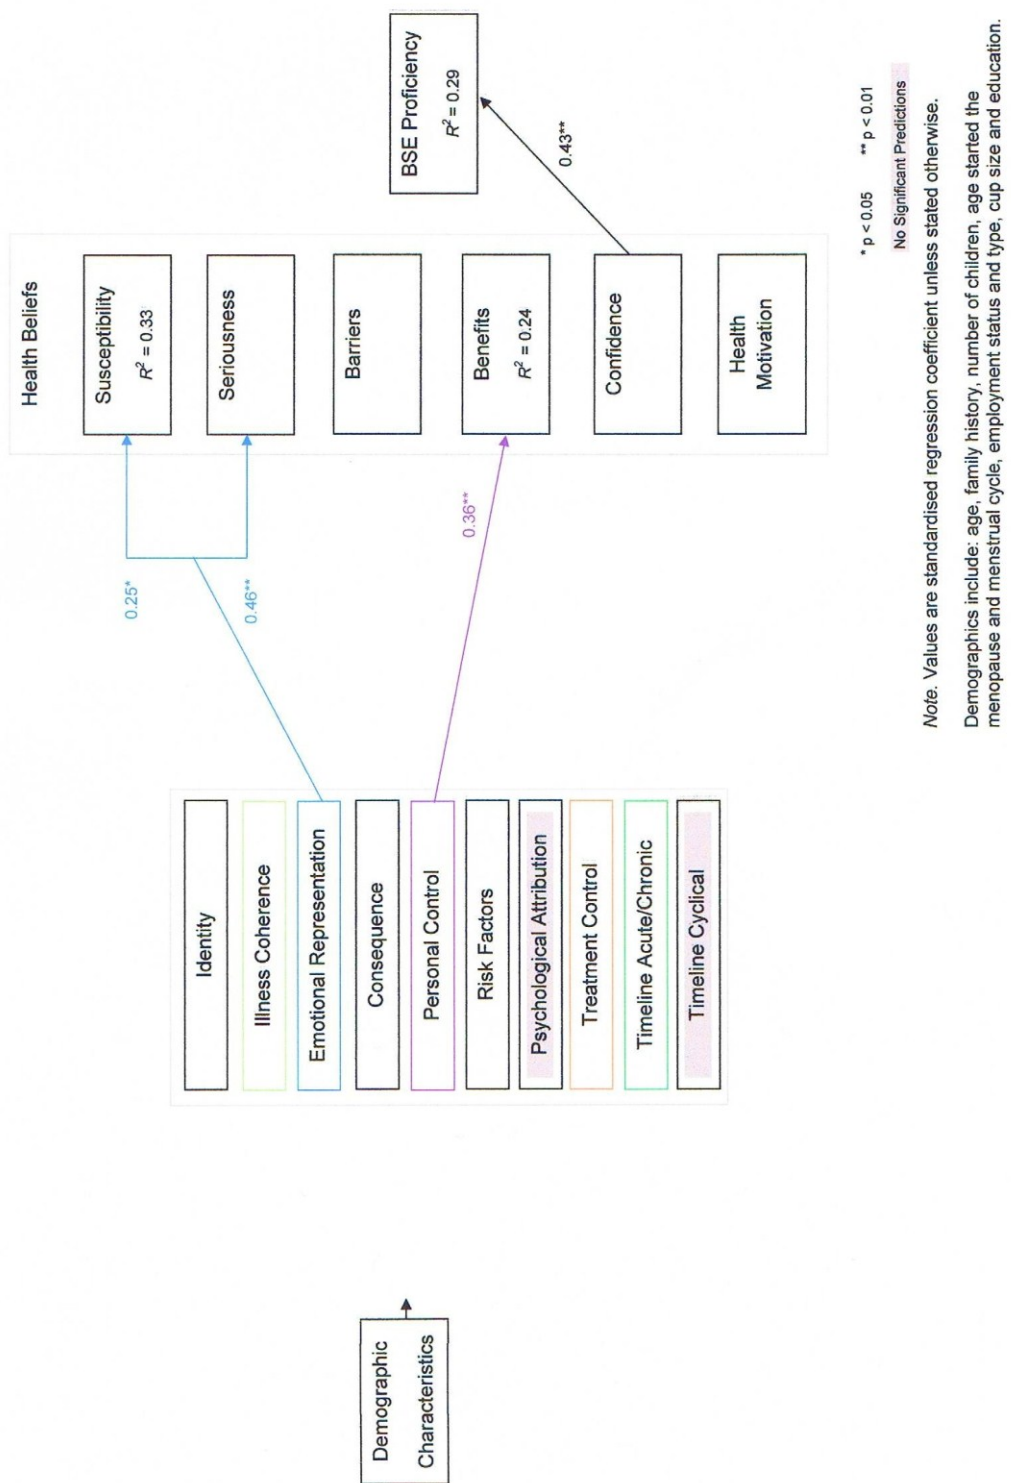 Demographic
Characteristics
Identity
Illness Coherence
Emotional Representation
Consequence
Personal Control
Risk Factors
Psychological Attribution
Treatment Control
Timeline Acute/Chronic
Timeline Cyclical
0.25*
0.46**
0.36**
Health Beliefs
Susceptibility
R² = 0.33
Seriousness
Barriers
Benefits
R² = 0.24
Confidence
Health
Motivation
0.43**
BSE Proficiency
R² = 0.29
* p < 0.05 ** p < 0.01
No Significant Predictions
Note. Values are standardised regression coefficient unless stated otherwise.
Demographics include: age, family history, number of children, age started the
menopause and menstrual cycle, employment status and type, cup size and education.